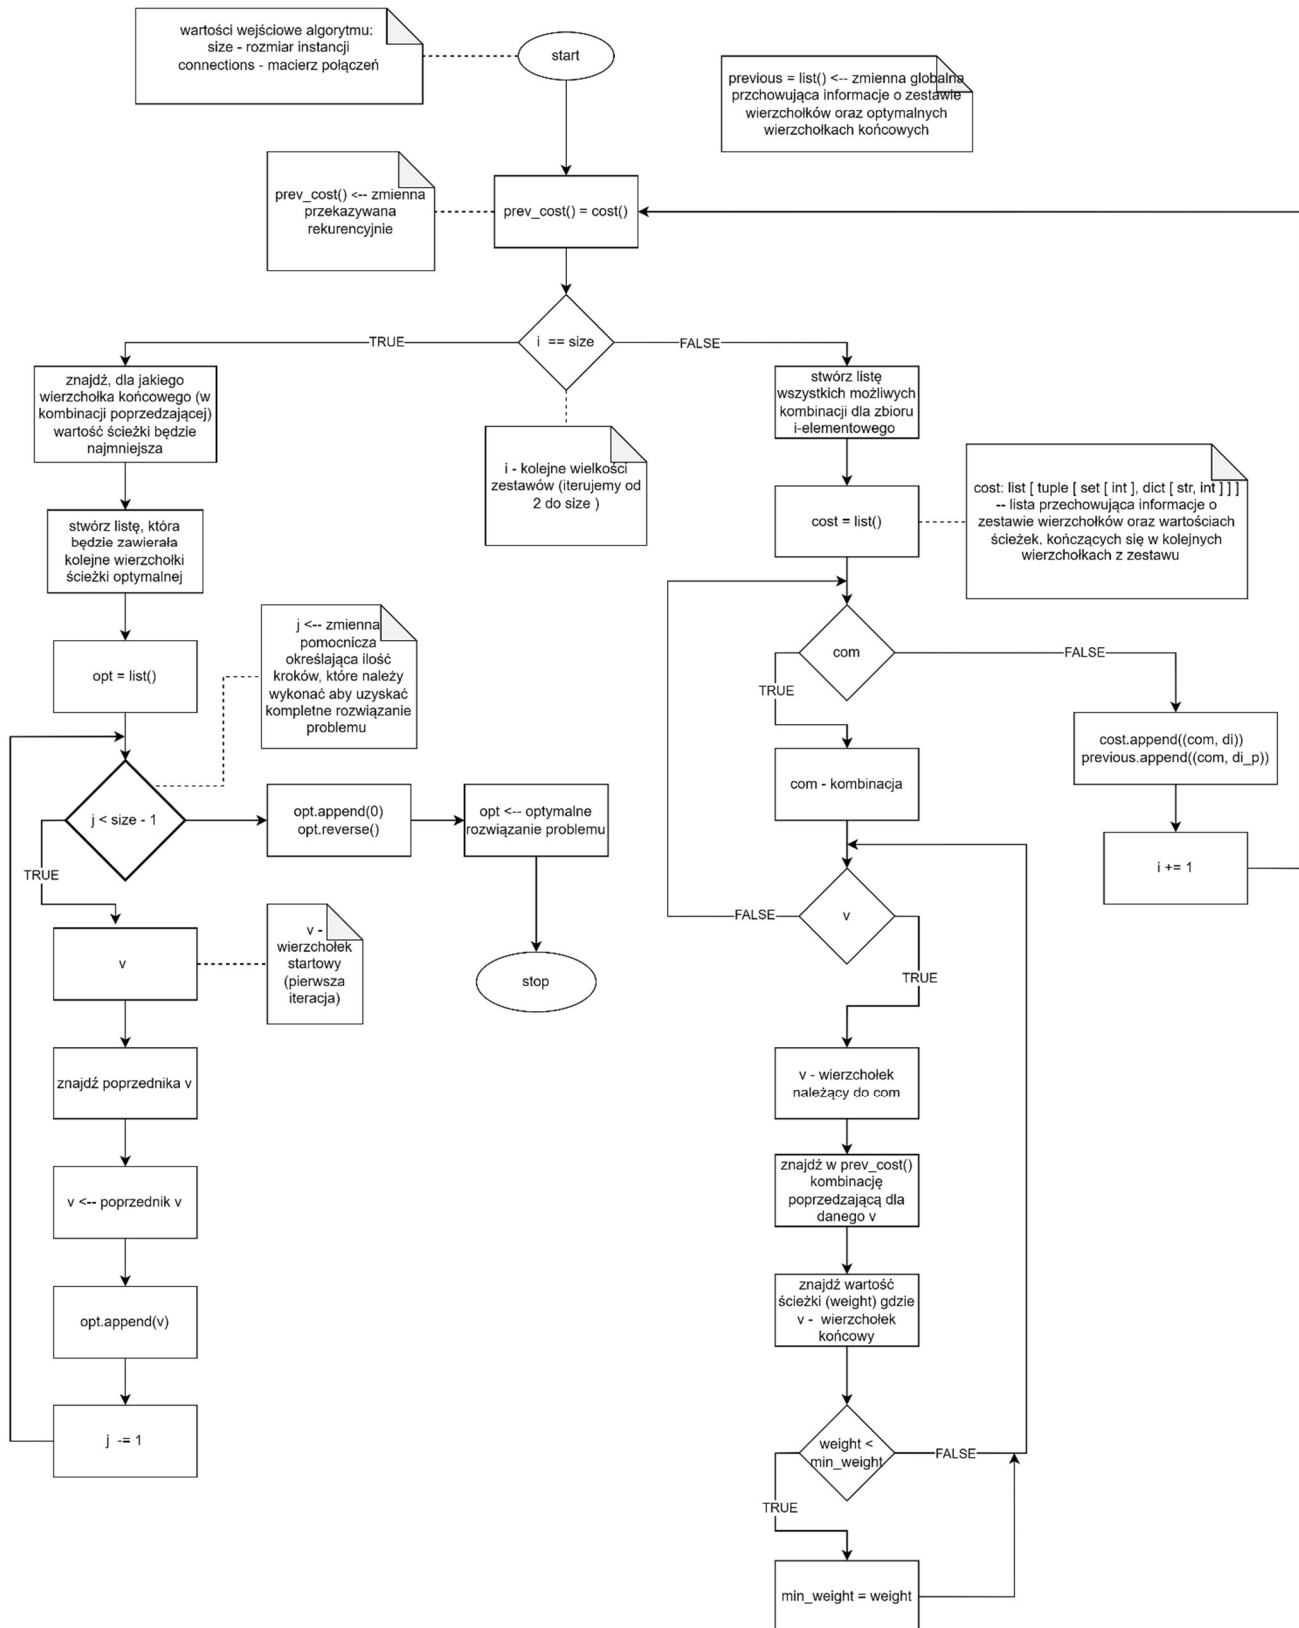 wartości wejściowe algorytmu:
size - rozmiar instancji
connections - macierz połączeń
start
previous = list() <-- zmienna globalna
przchowująca informacje o zestawie
wierzchołków oraz optymalnych
wierzchołkach końcowych
prev_cost() <-- zmienna
przekazywana
rekurencyjnie
prev_cost() = cost()
i == size
TRUE
FALSE
znajdź, dla jakiego
wierzchołka końcowego (w
kombinacji poprzedzającej)
wartość ścieżki będzie
najmniejsza
stwórz listę
wszystkich możliwych
kombinacji dla zbioru
i-elementowego
i - kolejne wielkości
zestawów (iterujemy od
2 do size )
cost: list [ tuple [ set [ int ], dict [ str, int ] ] ]
-- lista przechowująca informacje o
zestawie wierzchołków oraz wartościach
ścieżek, kończących się w kolejnych
wierzchołkach z zestawu
cost = list()
stwórz listę, która
będzie zawierała
kolejne wierzchołki
ścieżki optymalnej
j <-- zmienna
pomocnicza
określająca ilość
kroków, które należy
wykonać aby uzyskać
kompletne rozwiązanie
problemu
opt = list()
com
FALSE
TRUE
cost.append((com, di))
previous.append((com, di_p))
com - kombinacja
j < size - 1
opt.append(0)
opt.reverse()
opt <-- optymalne
rozwiązanie problemu
i += 1
TRUE
v
FALSE
TRUE
v
v -
wierzchołek
startowy
(pierwsza
iteracja)
stop
znajdź poprzednika v
v - wierzchołek
należący do com
v <-- poprzednik v
znajdź w prev_cost()
kombinację
poprzedzającą dla
danego v
opt.append(v)
znajdź wartość
ścieżki (weight) gdzie
v - wierzchołek
końcowy
j -= 1
weight <
min_weight
FALSE
TRUE
min_weight = weight